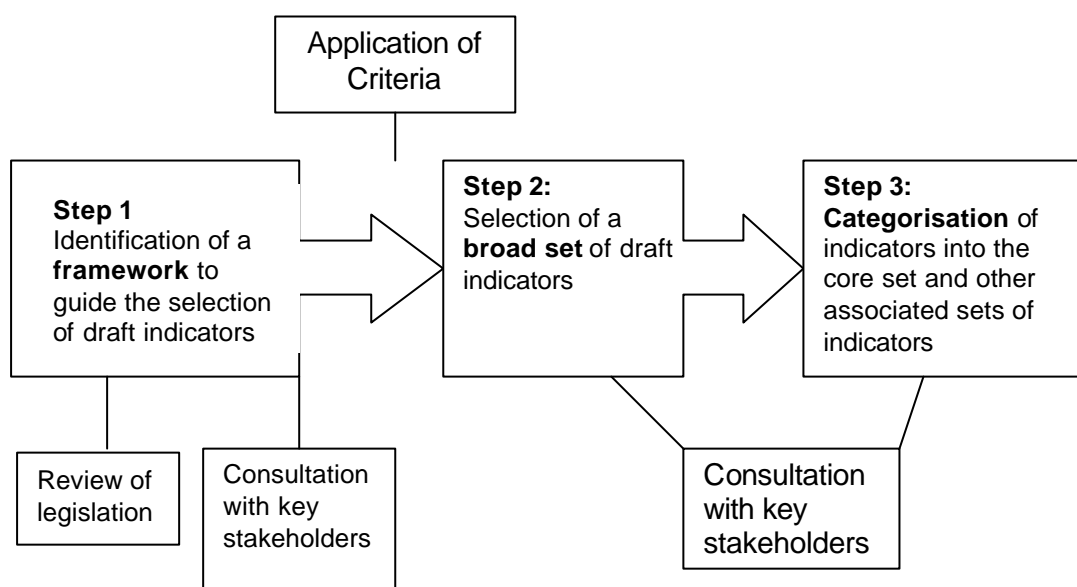 Application of
Criteria
Step 1
Identification of a
framework to
guide the selection
of draft indicators
Step 2:
Selection of a
broad set of draft
indicators
Step 3:
Categorisation of
indicators into the
core set and other
associated sets of
indicators
Review of
legislation
Consultation
with key
stakeholders
Consultation
with key
stakeholders